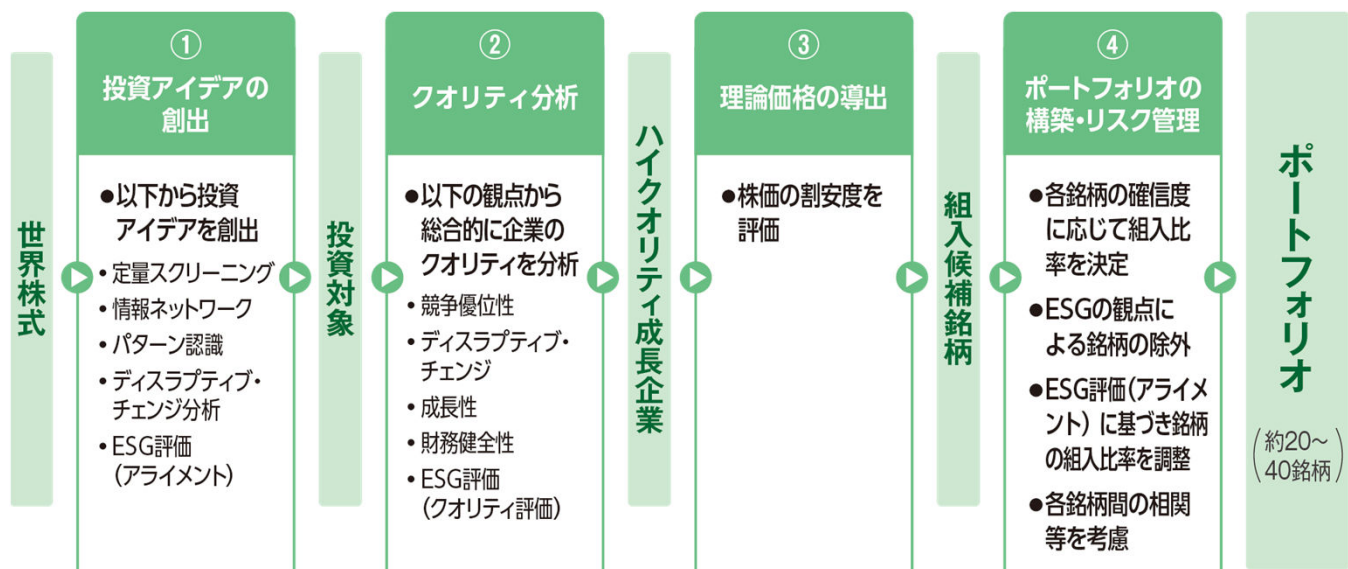 世界株式
①
投資アイデアの
創出
●以下から投資
アイデアを創出
• 定量スクリーニング
• 情報ネットワーク
• パターン認識
• ディスラプティブ・
チェンジ分析
• ESG評価
(アライメント)
投資対象
②
クオリティ分析
●以下の観点から
総合的に企業の
クオリティを分析
• 競争優位性
• ディスラプティブ・
チェンジ
• 成長性
• 財務健全性
• ESG評価
(クオリティ評価)
ハイクオリティ成長企業
③
理論価格の導出
●株価の割安度を
評価
組入候補銘柄
④
ポートフォリオの
構築・リスク管理
●各銘柄の確信度
に応じて組入比
率を決定
●ESGの観点に
よる銘柄の除外
●ESG評価(アライメ
ント)に基づき銘柄
の組入比率を調整
●各銘柄間の相関
等を考慮
ポートフォリオ
(約20～
40銘柄)